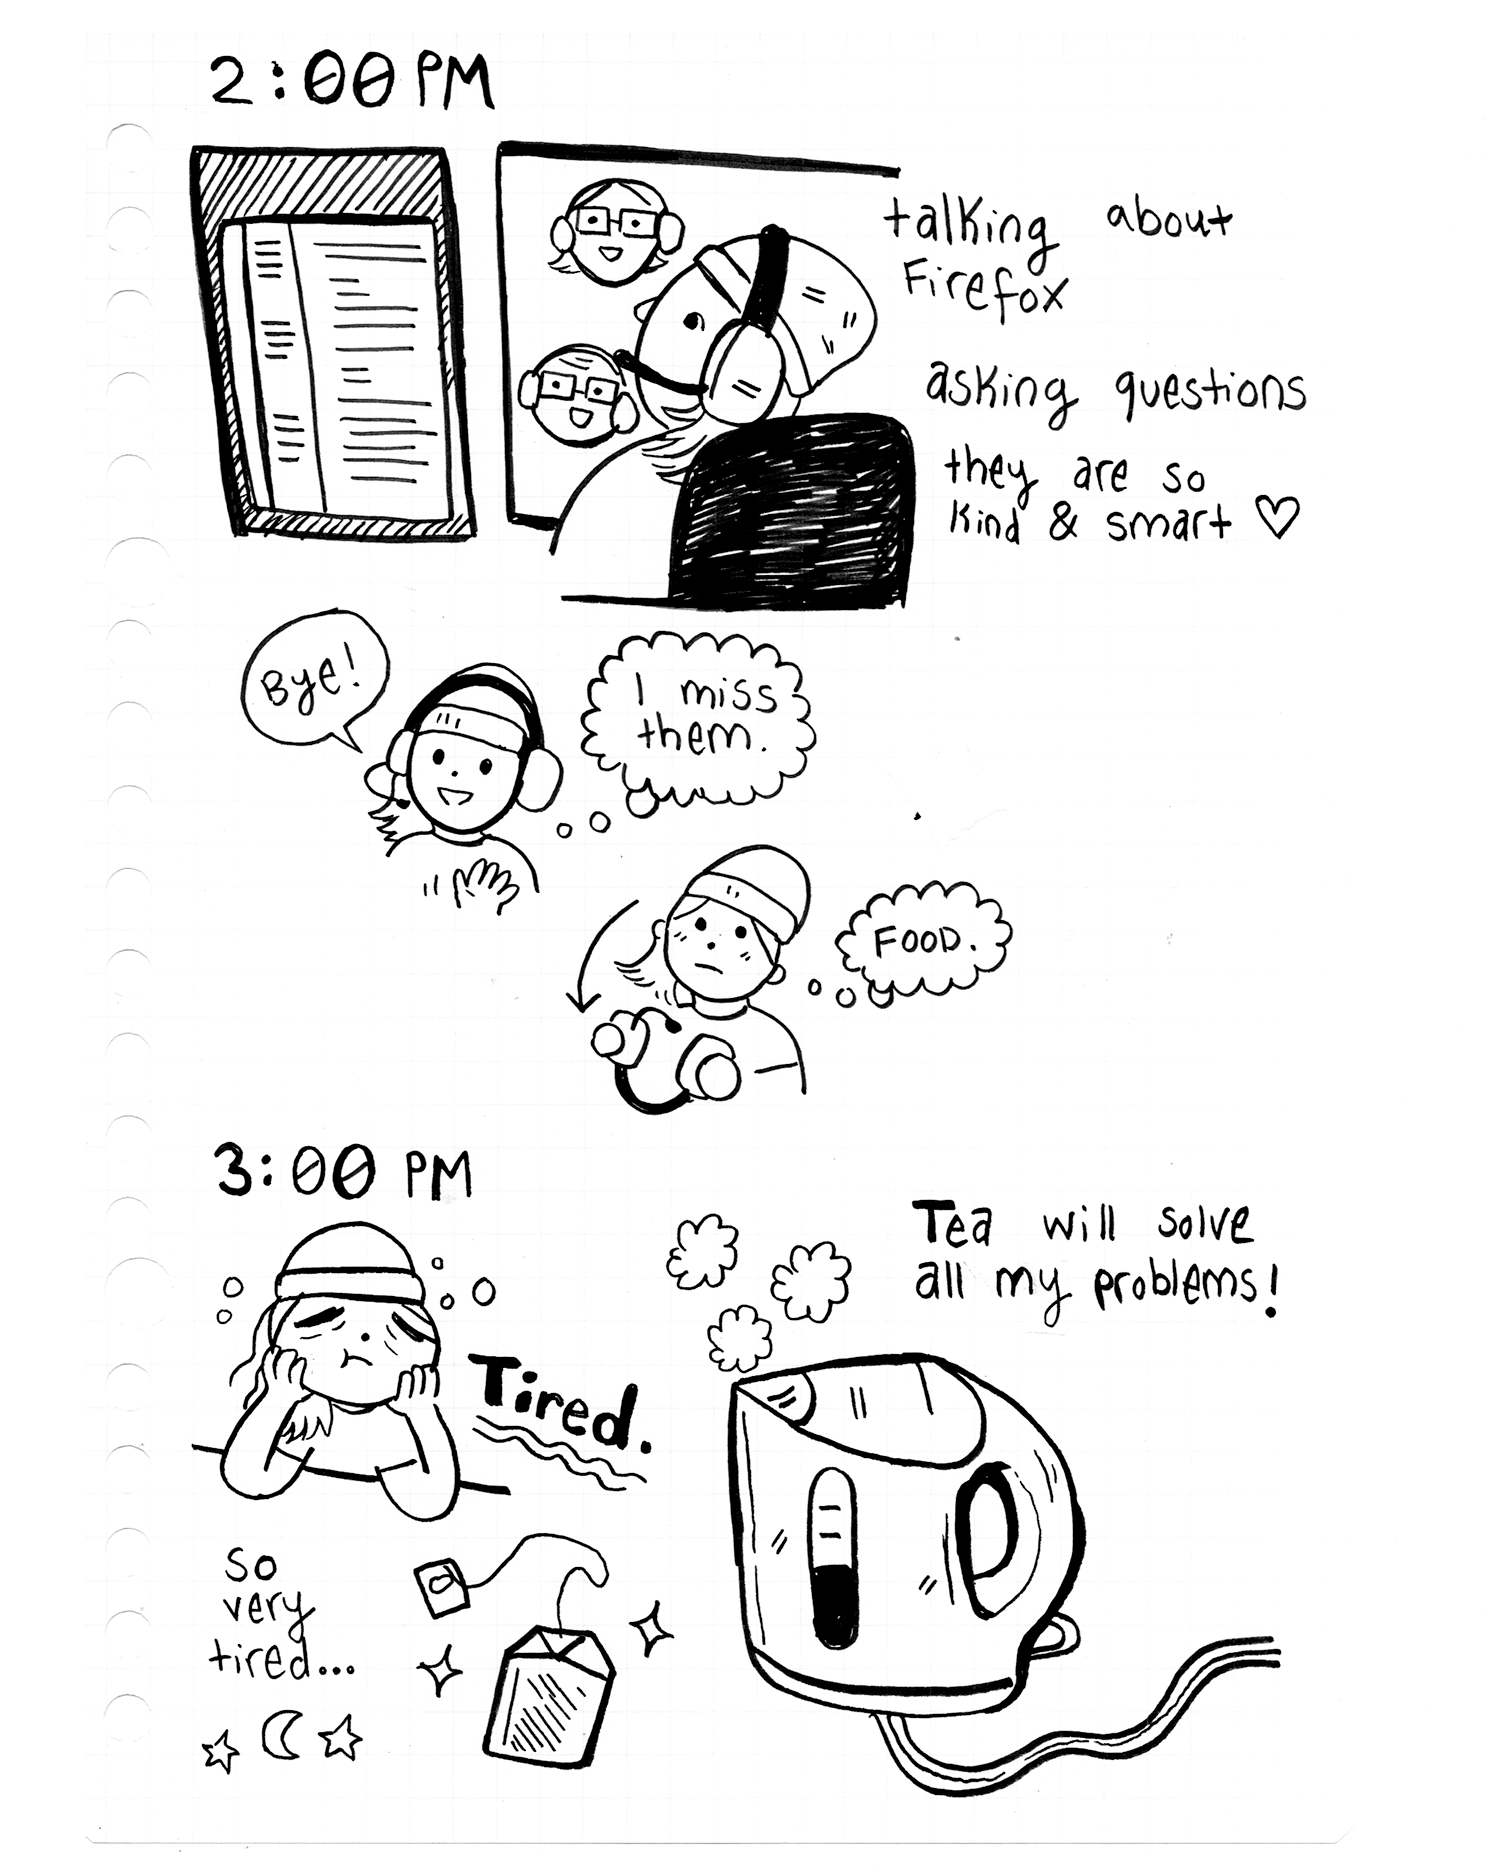 2:00 PM
talking about
Firefox
asking questions
they are so
kind & smart ♡
Bye!
I miss
them.
FOOD.
3:00 PM
Tired.
Tea will solve
all my problems!
so
very
tired...